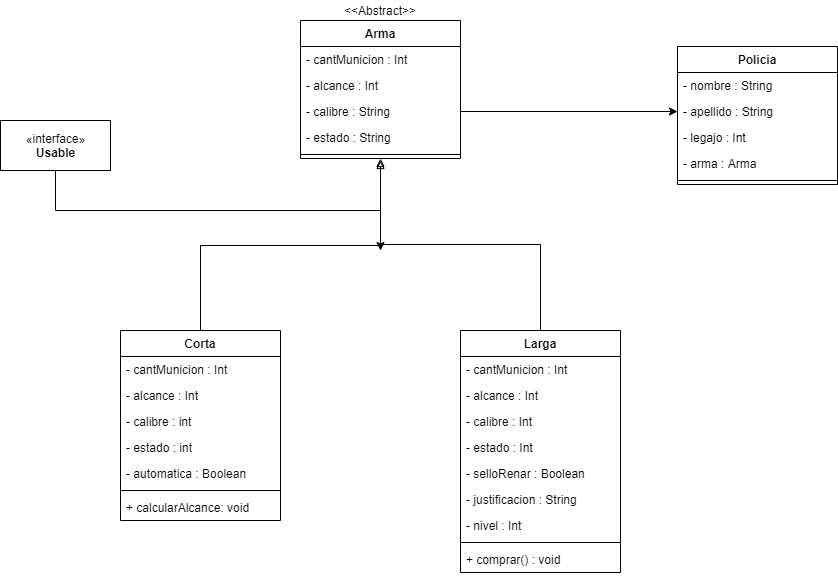 <<Abstract>>
Arma
- cantMunicion : Int
- alcance : Int
- calibre : String
- estado : String
Policia
- nombre : String
- apellido : String
- legajo : Int
- arma : Arma
«interface»
Usable
Corta
- cantMunicion : Int
- alcance : Int
- calibre : int
- estado : int
- automatica : Boolean
+ calcularAlcance: void
Larga
- cantMunicion : Int
- alcance : Int
- calibre : Int
- estado : Int
- selloRenar : Boolean
- justificacion : String
- nivel : Int
+ comprar() : void